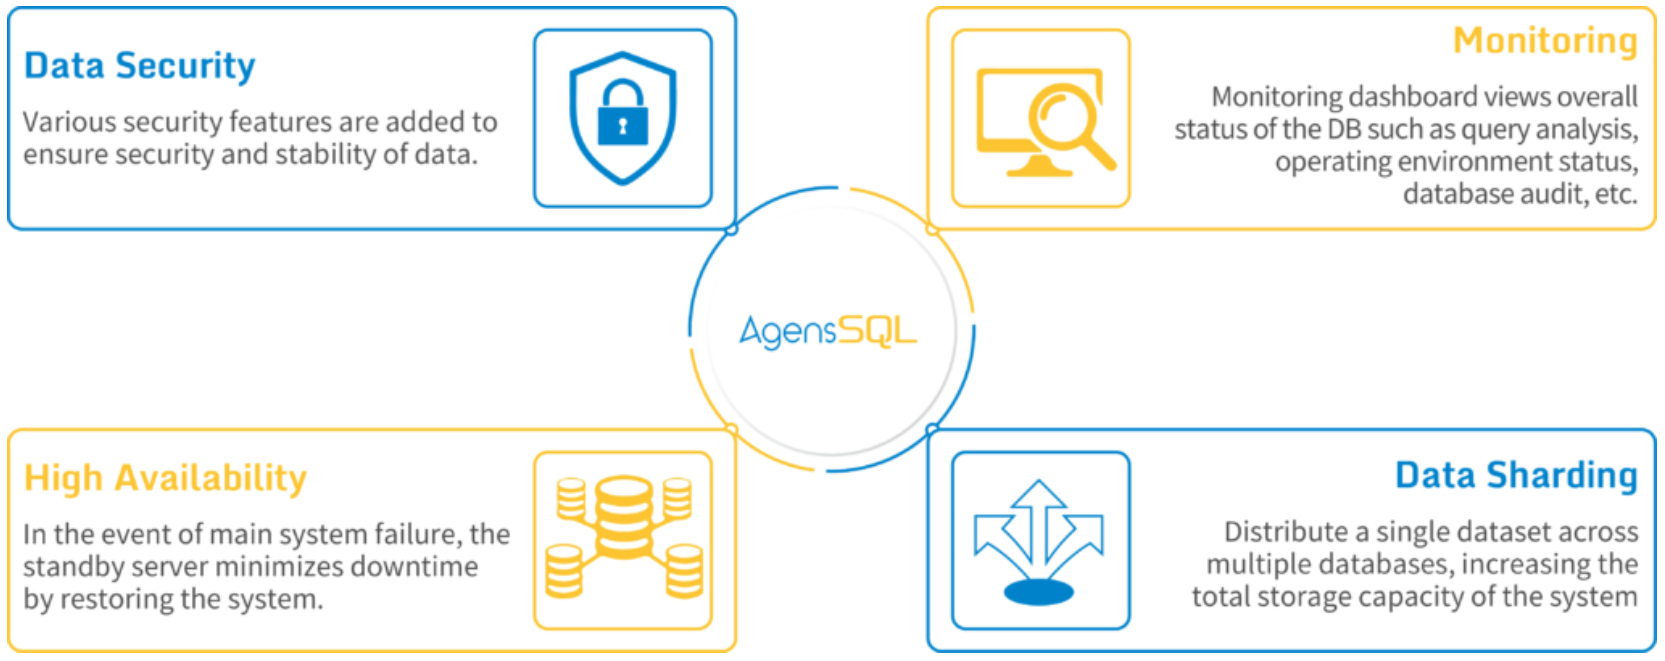 Data Security
Various security features are added to
ensure security and stability of data.
Monitoring
Monitoring dashboard views overall
status of the DB such as query analysis,
operating environment status,
database audit, etc.
AgensSQL
High Availability
In the event of main system failure, the
standby server minimizes downtime
by restoring the system.
Data Sharding
Distribute a single dataset across
multiple databases, increasing the
total storage capacity of the system